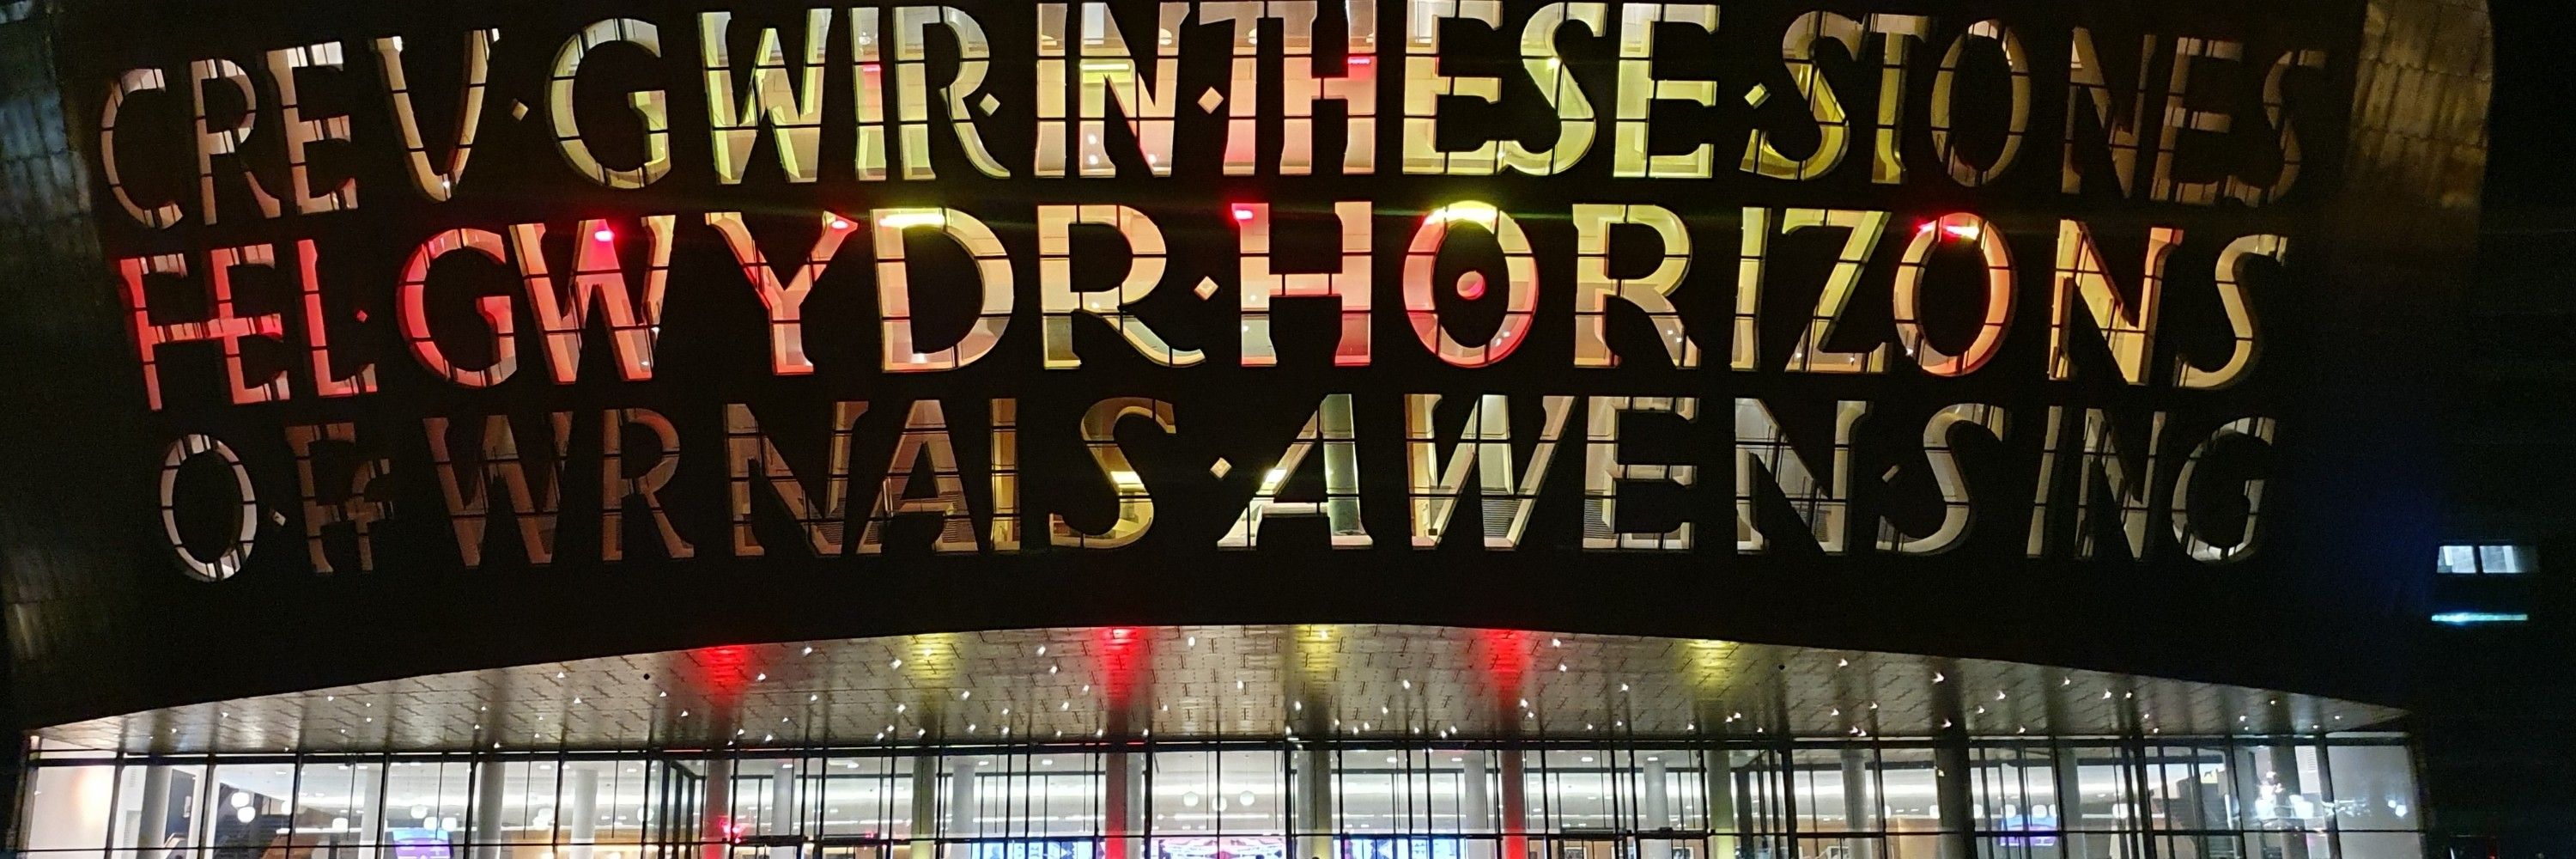 CREU·GWIR·IN·THESE·STONES
FEL·GWYDR·HORIZONS
O·FFWRNAIS·AWEN·SING